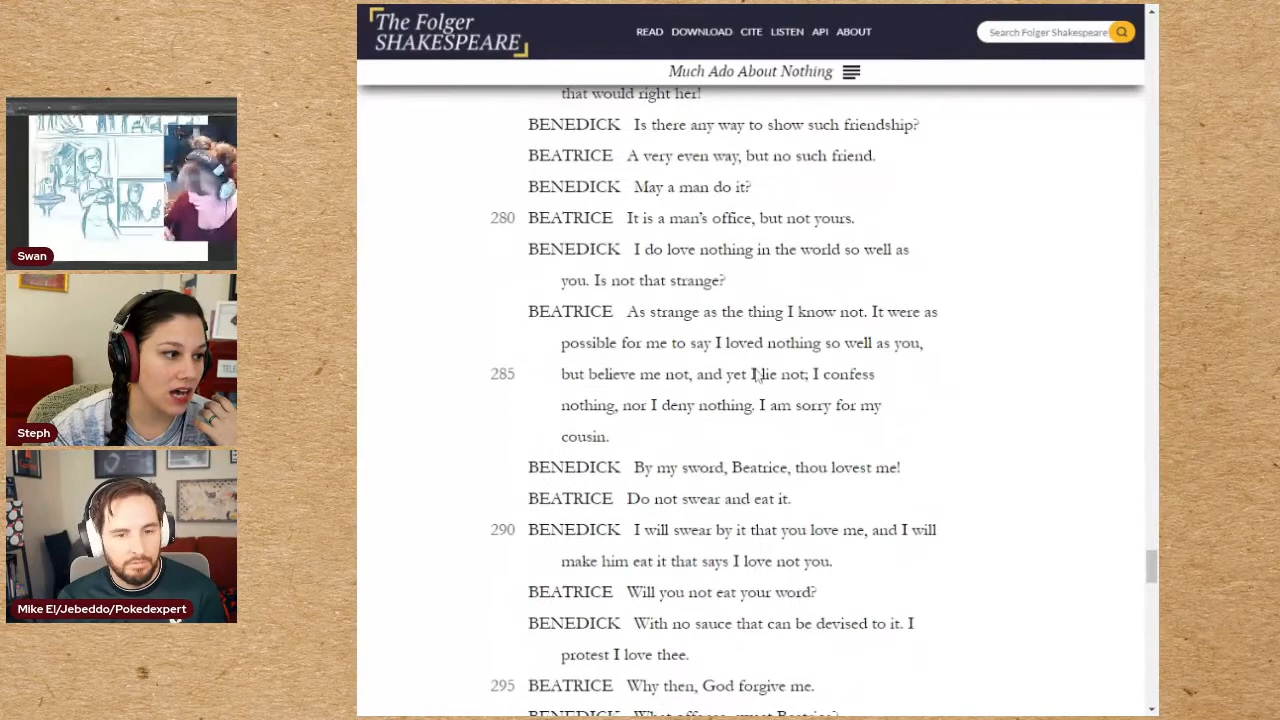 The Folger
SHAKESPEARE
READ DOWNLOAD CITE LISTEN API ABOUT
Search Folger Shakespeare
Much Ado About Nothing
that would right her!
BENEDICK Is there any way to show such friendship?
BEATRICE A very even way, but no such friend.
BENEDICK May a man do it?
280 BEATRICE It is a man's office, but not yours.
BENEDICK I do love nothing in the world so well as
you. Is not that strange?
BEATRICE As strange as the thing I know not. It were as
possible for me to say I loved nothing so well as you,
285 but believe me not, and yet I lie not; I confess
nothing, nor I deny nothing. I am sorry for my
cousin.
BENEDICK By my sword, Beatrice, thou lovest me!
BEATRICE Do not swear and eat it.
290 BENEDICK I will swear by it that you love me, and I will
make him eat it that says I love not you.
BEATRICE Will you not eat your word?
BENEDICK With no sauce that can be devised to it. I
protest I love thee.
295 BEATRICE Why then, God forgive me.
BENEDICK What offense, sweet Beatrice?
Swan
Steph
Mike El/Jebeddo/Pokedexpert